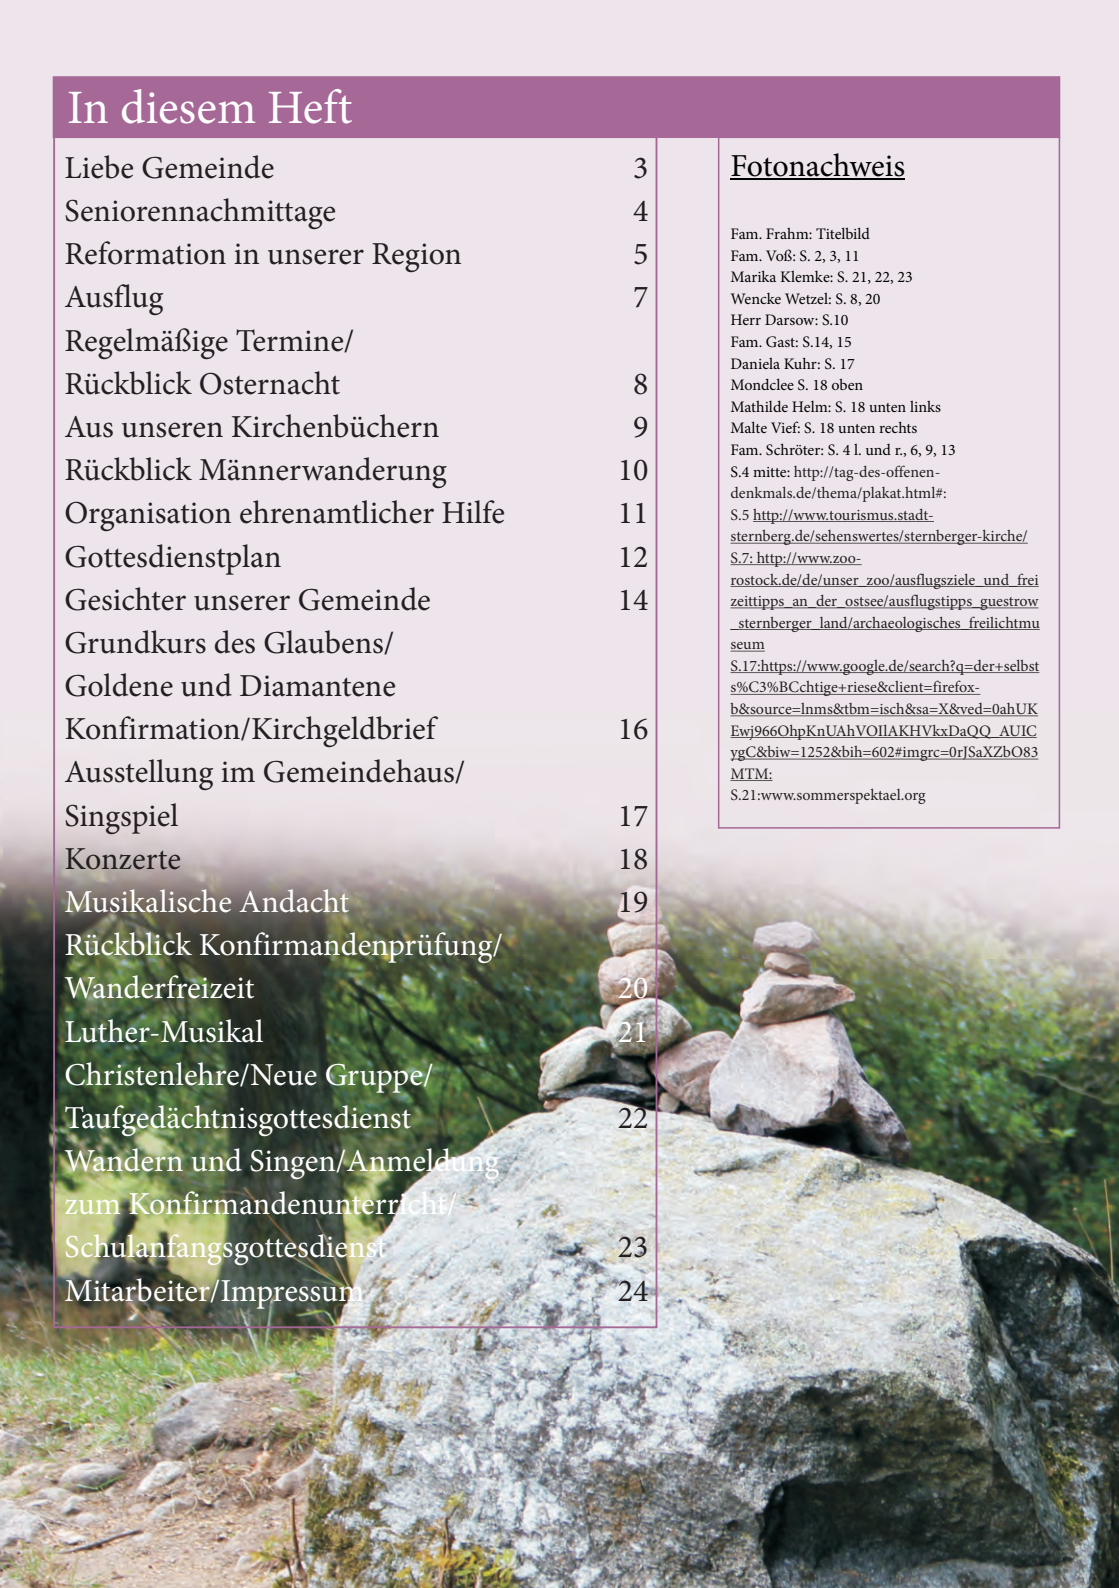 In diesem Heft
Liebe Gemeinde 3
Seniorennachmittage 4
Reformation in unserer Region 5
Ausflug 7
Regelmäßige Termine/
Rückblick Osternacht 8
Aus unseren Kirchenbüchern 9
Rückblick Männerwanderung 10
Organisation ehrenamtlicher Hilfe 11
Gottesdienstplan 12
Gesichter unserer Gemeinde 14
Grundkurs des Glaubens/
Goldene und Diamantene
Konfirmation/Kirchgeldbrief 16
Ausstellung im Gemeindehaus/
Singspiel 17
Konzerte 18
Musikalische Andacht 19
Rückblick Konfirmandenprüfung/
Wanderfreizeit 20
Luther-Musikal 21
Christenlehre/Neue Gruppe/
Taufgedächtnisgottesdienst 22
Wandern und Singen/Anmeldung
zum Konfirmandenunterricht/
Schulanfangsgottesdienst 23
Mitarbeiter/Impressum 24
Fotonachweis
Fam. Frahm: Titelbild
Fam. Voß: S. 2, 3, 11
Marika Klemke: S. 21, 22, 23
Wencke Wetzel: S. 8, 20
Herr Darsow: S.10
Fam. Gast: S.14, 15
Daniela Kuhr: S. 17
Mondclee S. 18 oben
Mathilde Helm: S. 18 unten links
Malte Vief: S. 18 unten rechts
Fam. Schröter: S. 4 l. und r., 6, 9, 13
S.4 mitte: http://tag-des-offenen-
denkmals.de/thema/plakat.html#:
S.5 http://www.tourismus.stadt-
sternberg.de/sehenswertes/sternberger-kirche/
S.7: http://www.zoo-
rostock.de/de/unser_zoo/ausflugsziele_und_frei
zeittipps_an_der_ostsee/ausflugstipps_guestrow
_sternberger_land/archaeologisches_freilichtmu
seum
S.17:https://www.google.de/search?q=der+selbst
s%C3%BCchtige+riese&client=firefox-
b&source=lnms&tbm=isch&sa=X&ved=0ahUK
Ewj966OhpKnUAhVOIlAKHVkxDaQQ_AUIC
ygC&biw=1252&bih=602#imgrc=0rJSaXZbO83
MTM:
S.21:www.sommerspektael.org